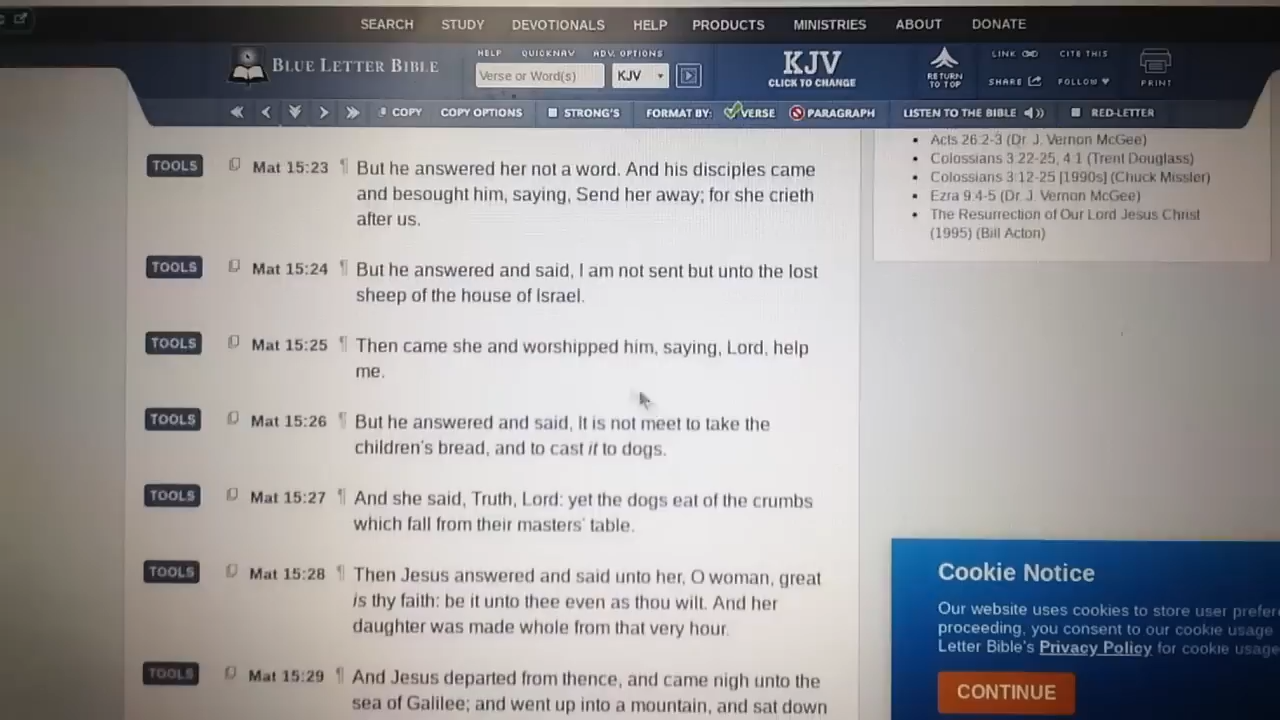 SEARCH STUDY DEVOTIONALS HELP PRODUCTS MINISTRIES ABOUT DONATE
BLUE LETTER BIBLE
HELP QUICKNAV ADV. OPTIONS
Verse or Word(s) KJV
KJV
CLICK TO CHANGE
RETURN
TO TOP
LINK CITE THIS
SHARE FOLLOW
PRINT
COPY COPY OPTIONS STRONG'S FORMAT BY: VERSE PARAGRAPH LISTEN TO THE BIBLE RED-LETTER
TOOLS Mat 15:23 ¶ But he answered her not a word. And his disciples came
and besought him, saying, Send her away; for she crieth
after us.
TOOLS Mat 15:24 ¶ But he answered and said, I am not sent but unto the lost
sheep of the house of Israel.
TOOLS Mat 15:25 ¶ Then came she and worshipped him, saying, Lord, help
me.
TOOLS Mat 15:26 ¶ But he answered and said, It is not meet to take the
children's bread, and to cast it to dogs.
TOOLS Mat 15:27 ¶ And she said, Truth, Lord: yet the dogs eat of the crumbs
which fall from their masters' table.
TOOLS Mat 15:28 ¶ Then Jesus answered and said unto her, O woman, great
is thy faith: be it unto thee even as thou wilt. And her
daughter was made whole from that very hour.
TOOLS Mat 15:29 ¶ And Jesus departed from thence, and came nigh unto the
sea of Galilee; and went up into a mountain, and sat down
Acts 26:2-3 (Dr. J. Vernon McGee)
Colossians 3:22-25, 4:1 (Trent Douglass)
Colossians 3:12-25 [1990s] (Chuck Missler)
Ezra 9:4-5 (Dr. J. Vernon McGee)
The Resurrection of Our Lord Jesus Christ
(1995) (Bill Acton)
Cookie Notice
Our website uses cookies to store user
proceeding, you consent to our cookie usage
Letter Bible's Privacy Policy for cookie usage
CONTINUE